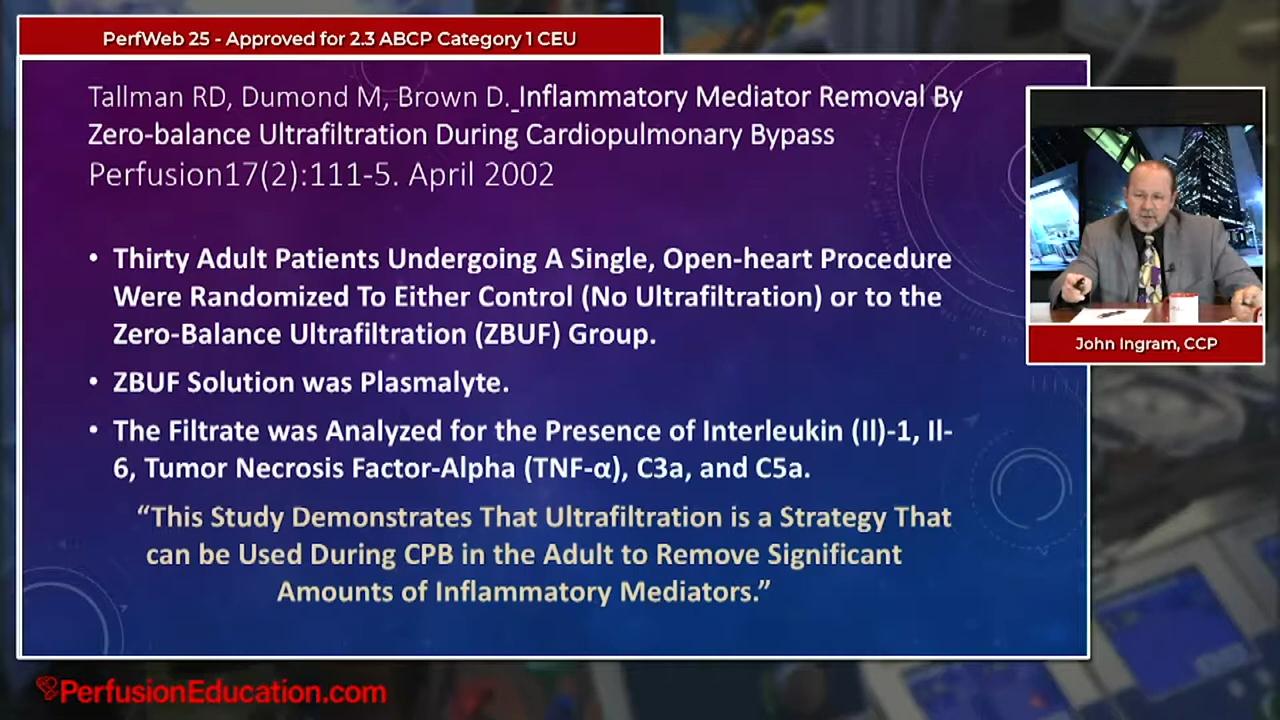 PerfWeb 25 - Approved for 2.3 ABCP Category 1 CEU
Tallman RD, Dumond M, Brown D. Inflammatory Mediator Removal By
Zero-balance Ultrafiltration During Cardiopulmonary Bypass
Perfusion17(2):111-5. April 2002
• Thirty Adult Patients Undergoing A Single, Open-heart Procedure
Were Randomized To Either Control (No Ultrafiltration) or to the
Zero-Balance Ultrafiltration (ZBUF) Group.
• ZBUF Solution was Plasmalyte.
• The Filtrate was Analyzed for the Presence of Interleukin (Il)-1, Il-
6, Tumor Necrosis Factor-Alpha (TNF-α), C3a, and C5a.
“This Study Demonstrates That Ultrafiltration is a Strategy That
can be Used During CPB in the Adult to Remove Significant
Amounts of Inflammatory Mediators.”
John Ingram, CCP
PerfusionEducation.com